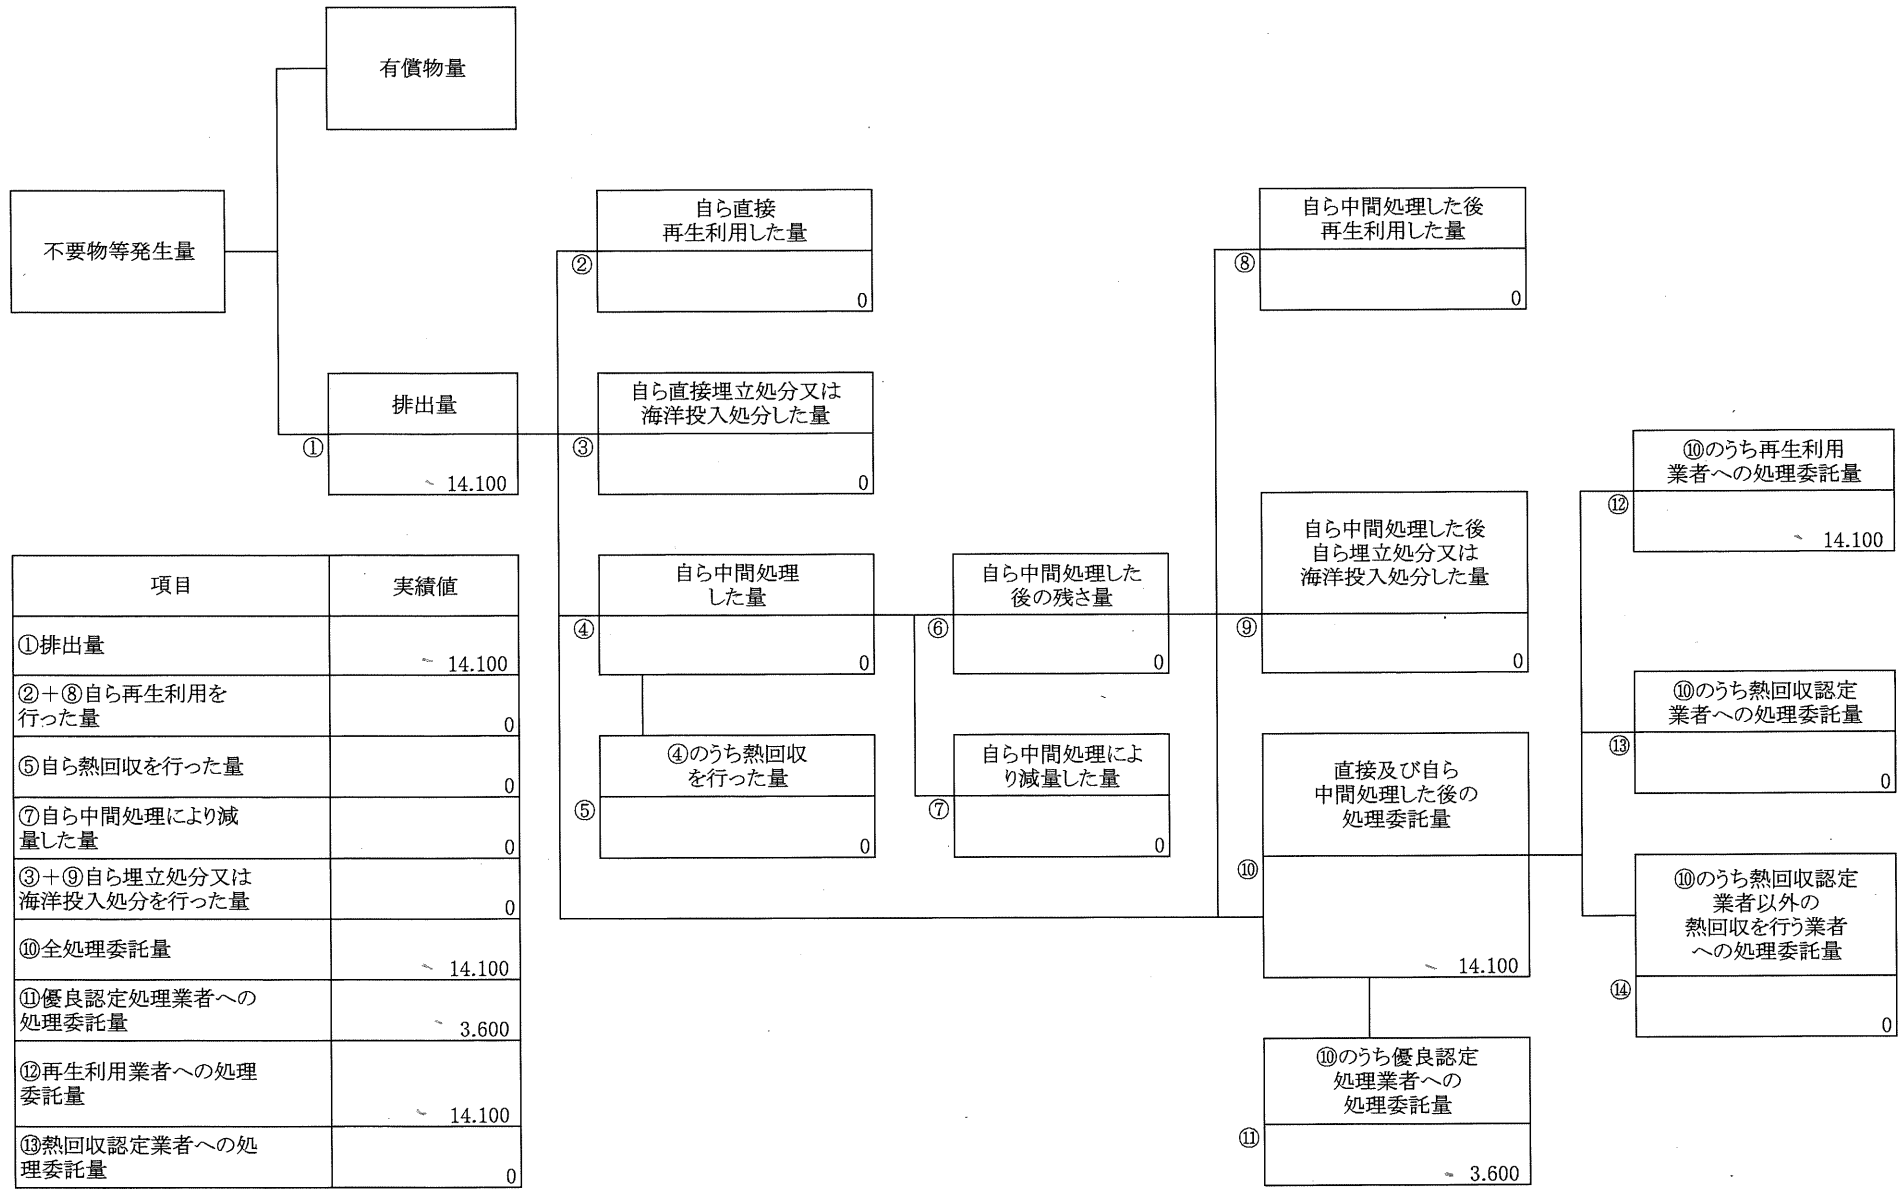 有償物量
不要物等発生量
排出量
①
14.100
自ら直接
再生利用した量
②
0
自ら直接埋立処分又は
海洋投入処分した量
③
0
自ら中間処理
した量
④
0
④のうち熱回収
を行った量
⑤
0
自ら中間処理した
後の残さ量
⑥
0
自ら中間処理によ
り減量した量
⑦
0
自ら中間処理した後
再生利用した量
⑧
0
自ら中間処理した後
自ら埋立処分又は
海洋投入処分した量
⑨
0
直接及び自ら
中間処理した後の
処理委託量
⑩
14.100
⑩のうち優良認定
処理業者への
処理委託量
⑪
3.600
⑩のうち再生利用
業者への処理委託量
⑫
14.100
⑩のうち熱回収認定
業者への処理委託量
⑬
0
⑩のうち熱回収認定
業者以外の
熱回収を行う業者
への処理委託量
⑭
0
項目 実績値
①排出量
14.100
②+⑧自ら再生利用を
行った量
0
⑤自ら熱回収を行った量
0
⑦自ら中間処理により減
量した量
0
③+⑨自ら埋立処分又は
海洋投入処分を行った量
0
⑩全処理委託量
14.100
⑪優良認定処理業者への
処理委託量
3.600
⑫再生利用業者への処理
委託量
14.100
⑬熱回収認定業者への処
理委託量
0